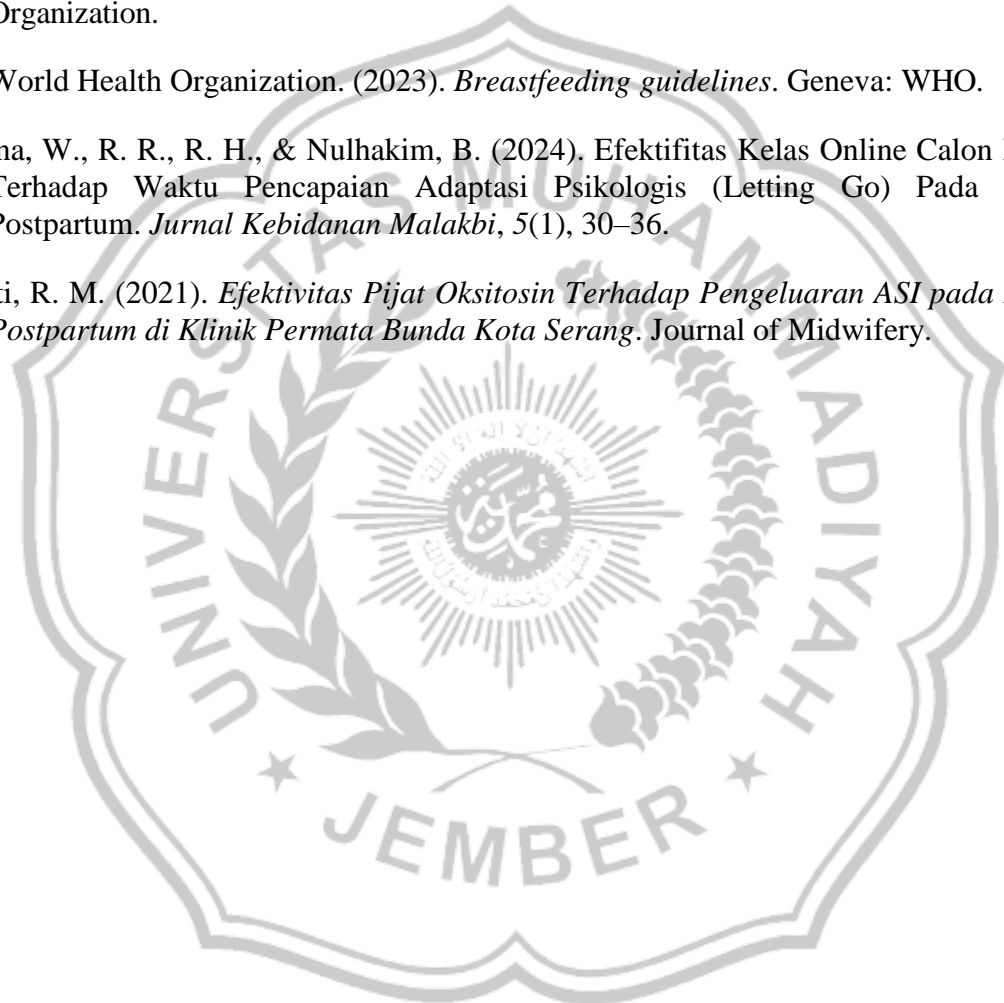 Organization.
World Health Organization. (2023). Breastfeeding guidelines. Geneva: WHO.
na, W., R. R., R. H., & Nulhakim, B. (2024). Efektifitas Kelas Online Calon
Terhadap Waktu Pencapaian Adaptasi Psikologis (Letting Go) Pada
Postpartum. Jurnal Kebidanan Malakbi, 5(1), 30–36.
ti, R. M. (2021). Efektivitas Pijat Oksitosin Terhadap Pengeluaran ASI pada
Postpartum di Klinik Permata Bunda Kota Serang. Journal of Midwifery.
UNIVERSITAS MUHAMMADIYAH
JEMBER